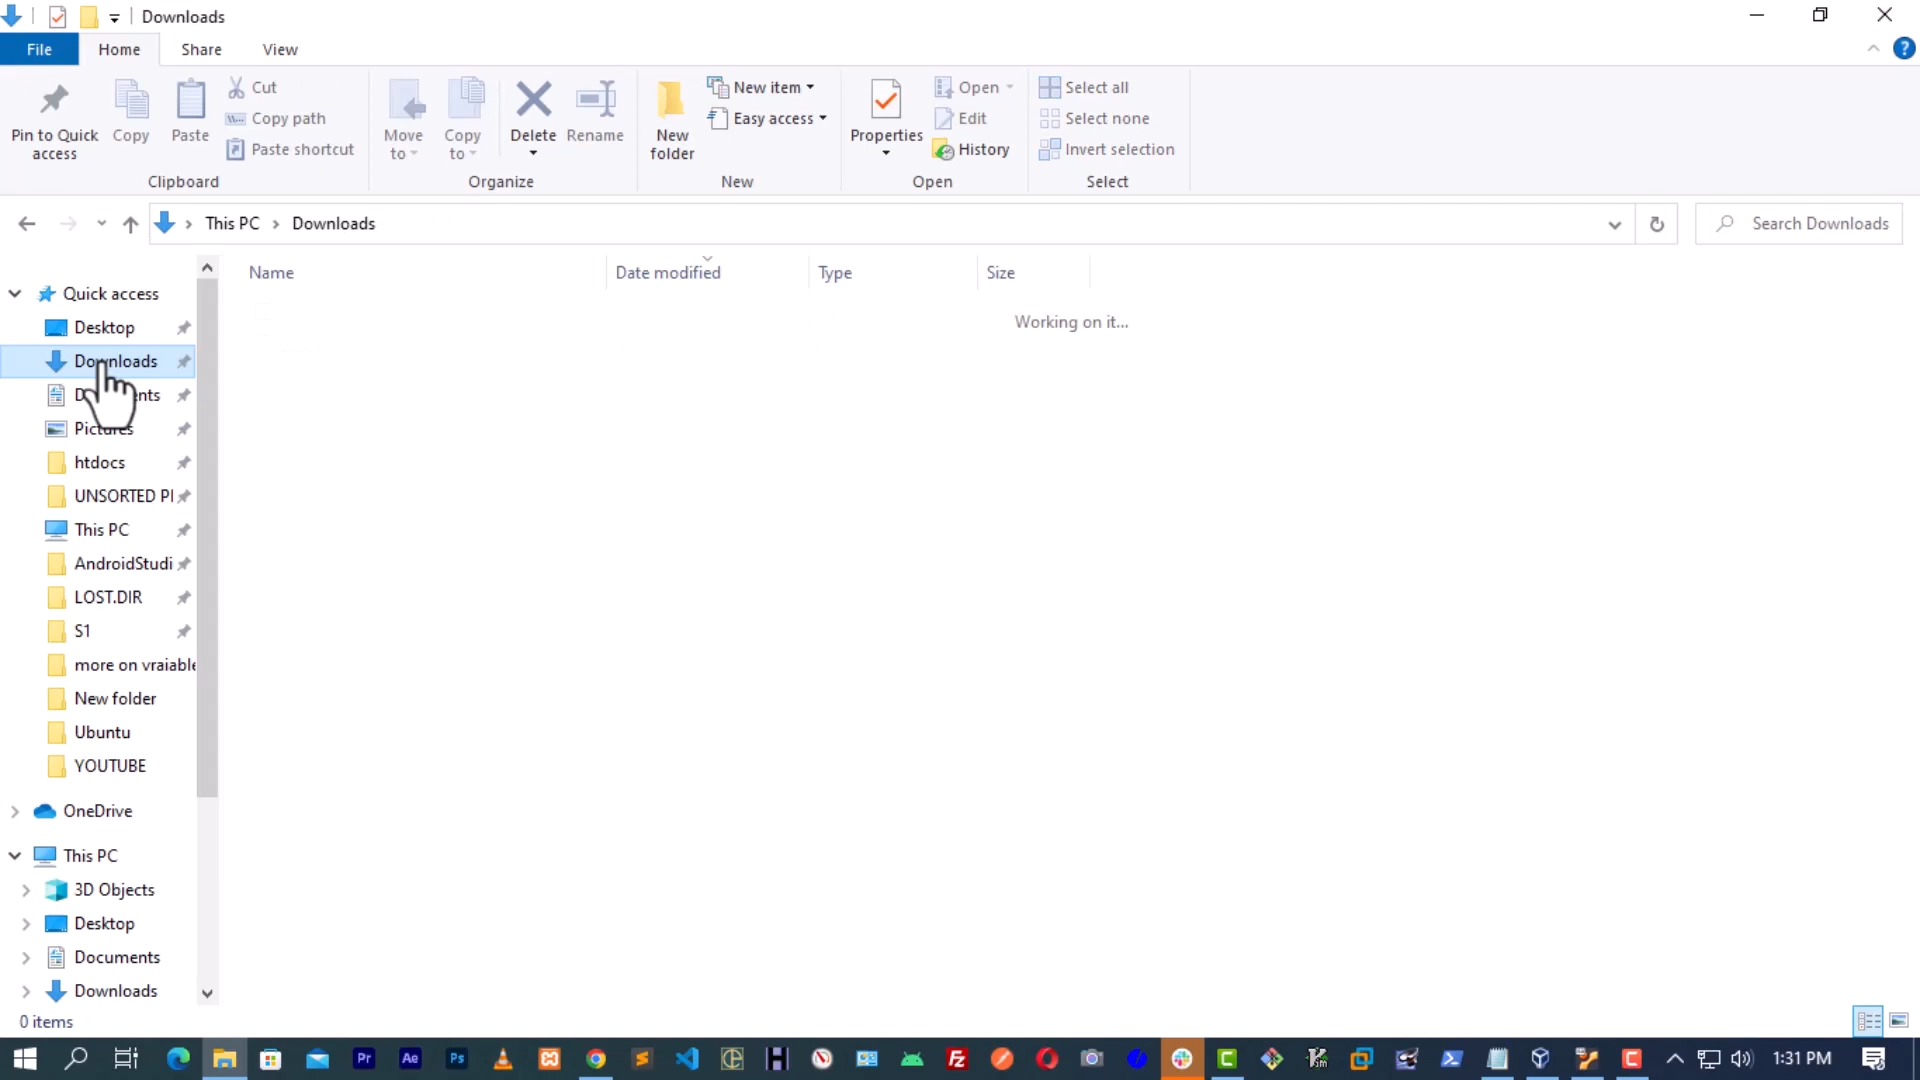 Downloads
File Home Share View
Pin to Quick access
Copy
Paste
Cut
Copy path
Paste shortcut
Clipboard
Move to
Copy to
Delete
Rename
Organize
New folder
New item
Easy access
New
Properties
Open
Edit
History
Open
Select all
Select none
Invert selection
Select
This PC > Downloads
Search Downloads
Name Date modified Type Size
Working on it...
Quick access
Desktop
Downloads
Pictures
htdocs
UNSORTED
This PC
AndroidStudi
LOST.DIR
S1
more on vraiable
New folder
Ubuntu
YOUTUBE
OneDrive
This PC
3D Objects
Desktop
Documents
Downloads
0 items
Pr Ae Ps
Fz
1:31 PM